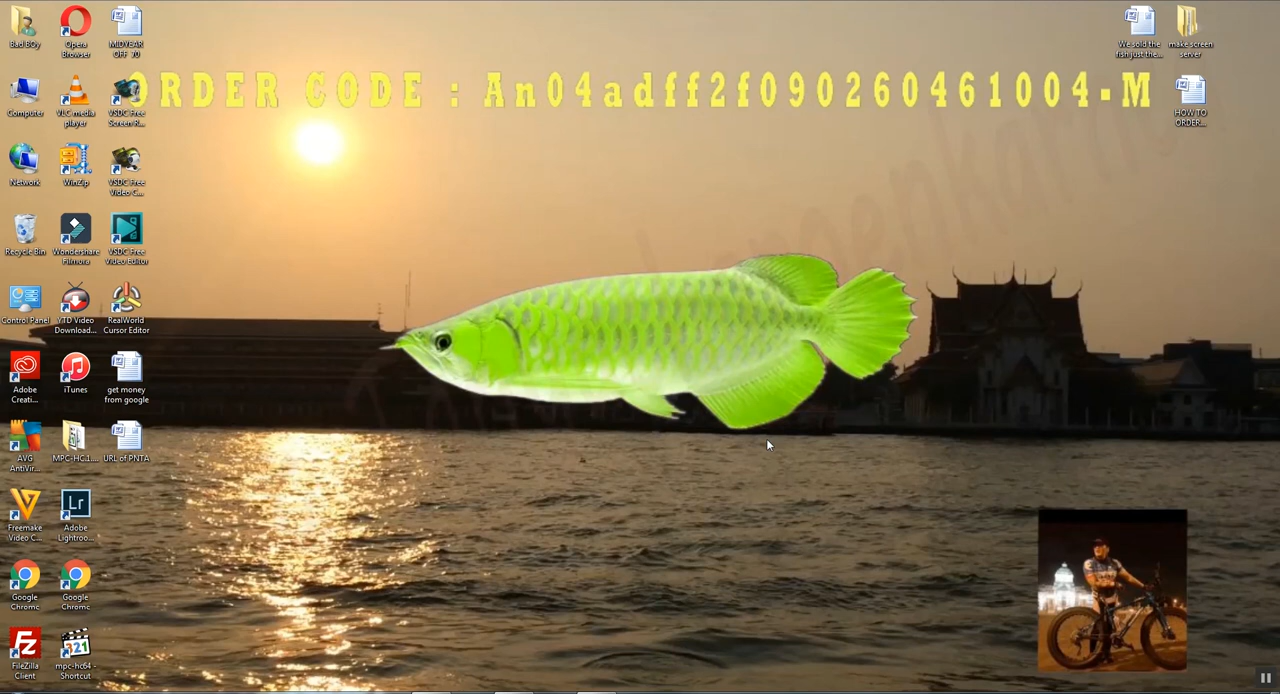 ORDER CODE : An04adff2f090260461004-M
Bad BOy
Opera
Browser
MIDYEAR
OFF 70
Computer
VLC media
player
VSDC Free
Screen R...
Network
WinZip
VSDC Free
Video C...
Recycle Bin
Wondershare
Filmora
VSDC Free
Video Editor
Control Panel
YTD Video
Download...
RealWorld
Cursor Editor
Adobe
Creati...
iTunes
get money
from google
AVG
AntiVir...
MPC-HC.1....
URL of PNTA
Freemake
Video C...
Lr
Adobe
Lightroo...
Google
Chrome
Google
Chrome
Fz
FileZilla
Client
321
mpc-hc64 -
Shortcut
We sold the
fish just the...
make screen
server
HOW TO
ORDER...